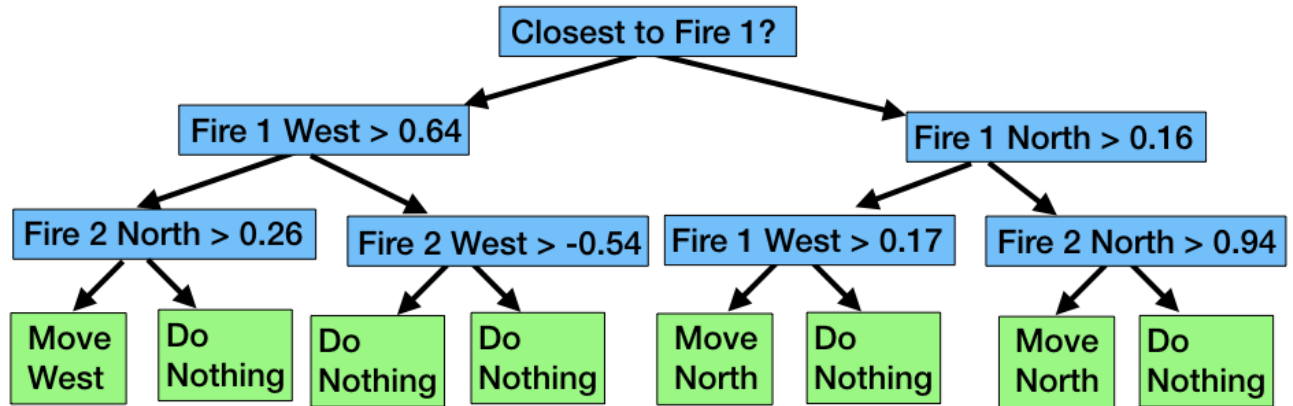 Closest to Fire 1?
Fire 1 West > 0.64
Fire 1 North > 0.16
Fire 2 North > 0.26
Fire 2 West > -0.54
Fire 1 West > 0.17
Fire 2 North > 0.94
Move
West
Do
Nothing
Do
Nothing
Do
Nothing
Move
North
Do
Nothing
Move
North
Do
Nothing